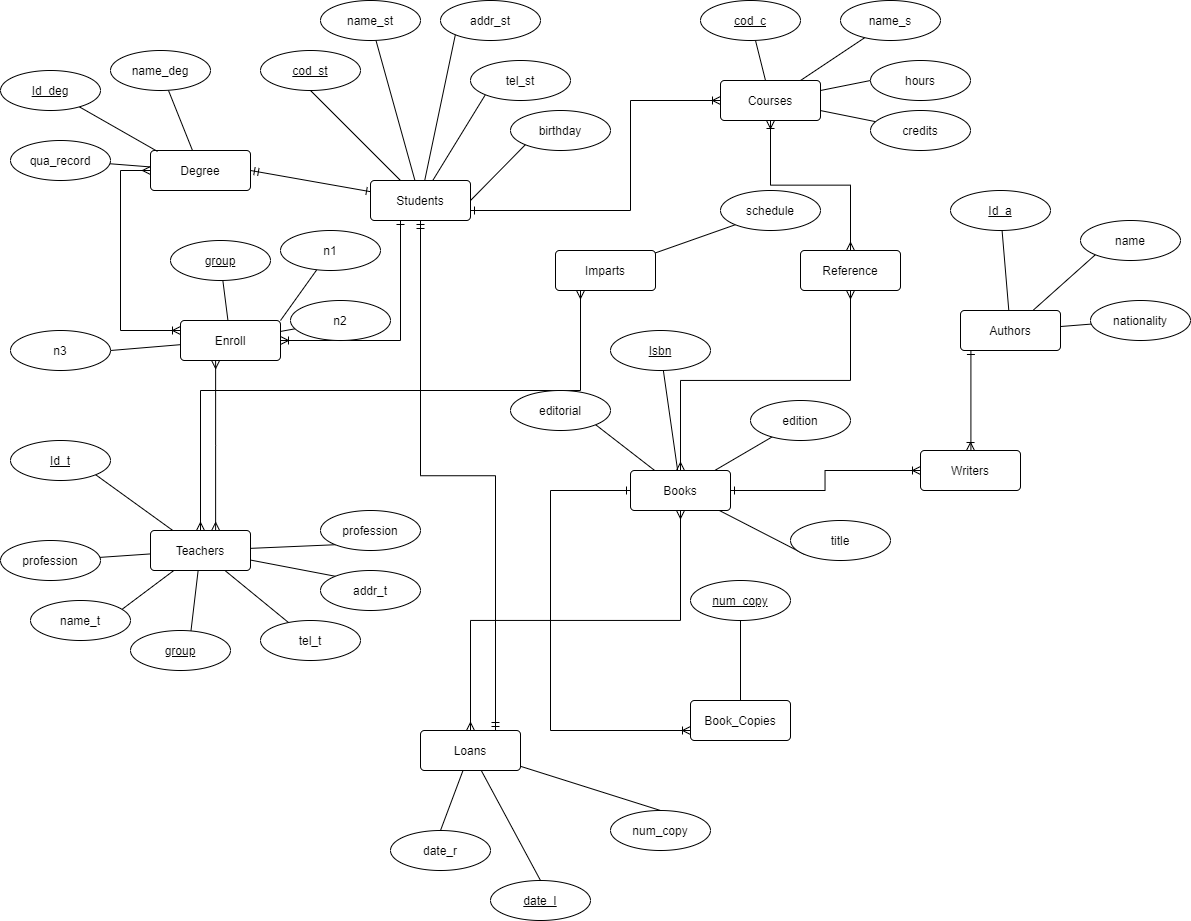 name_st
addr_st
cod_c
name_s
name_deg
cod_st
tel_st
hours
Id_deg
Courses
birthday
credits
qua_record
Degree
Students
schedule
Id_a
name
group
n1
Imparts
Reference
n2
nationality
Authors
Enroll
n3
Isbn
editorial
edition
Id_t
Writers
Books
profession
title
Teachers
profession
addr_t
num_copy
name_t
group
tel_t
Book_Copies
Loans
num_copy
date_r
date_l